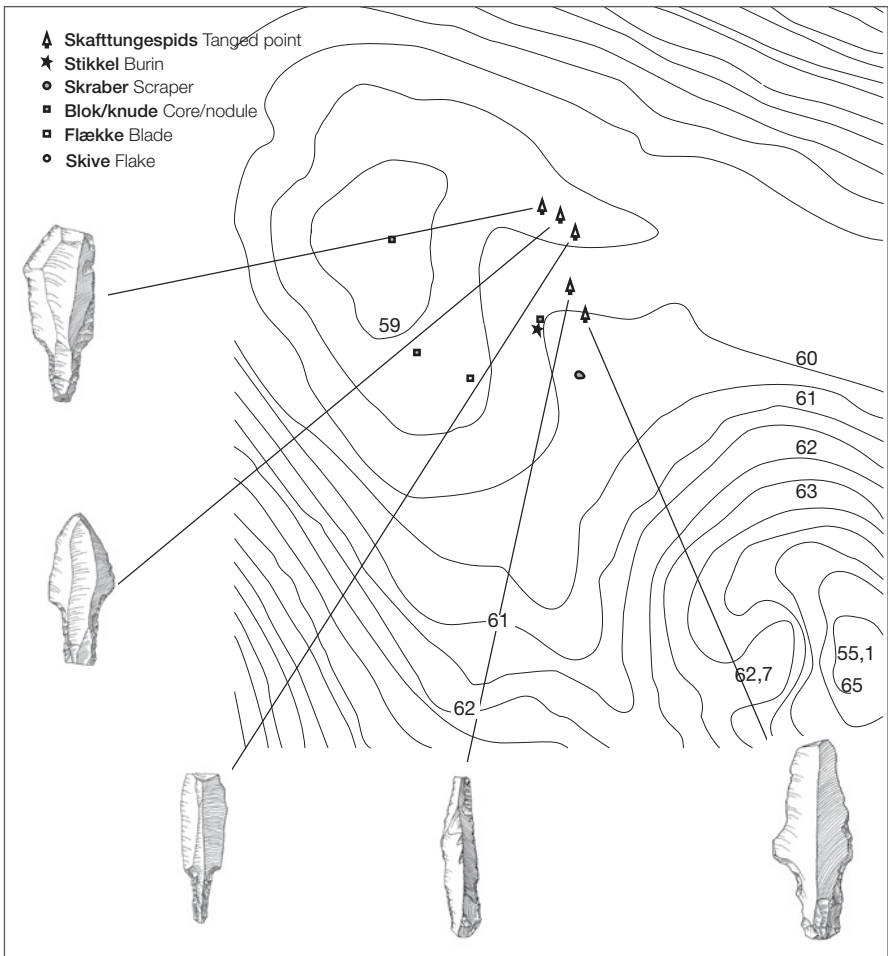 Skafttungespids Tanged point
Stikkel Burin
Skraber Scraper
Blok/knude Core/nodule
Flække Blade
Skive Flake
59
60
61
62
63
61
55,1
62,7
65
62